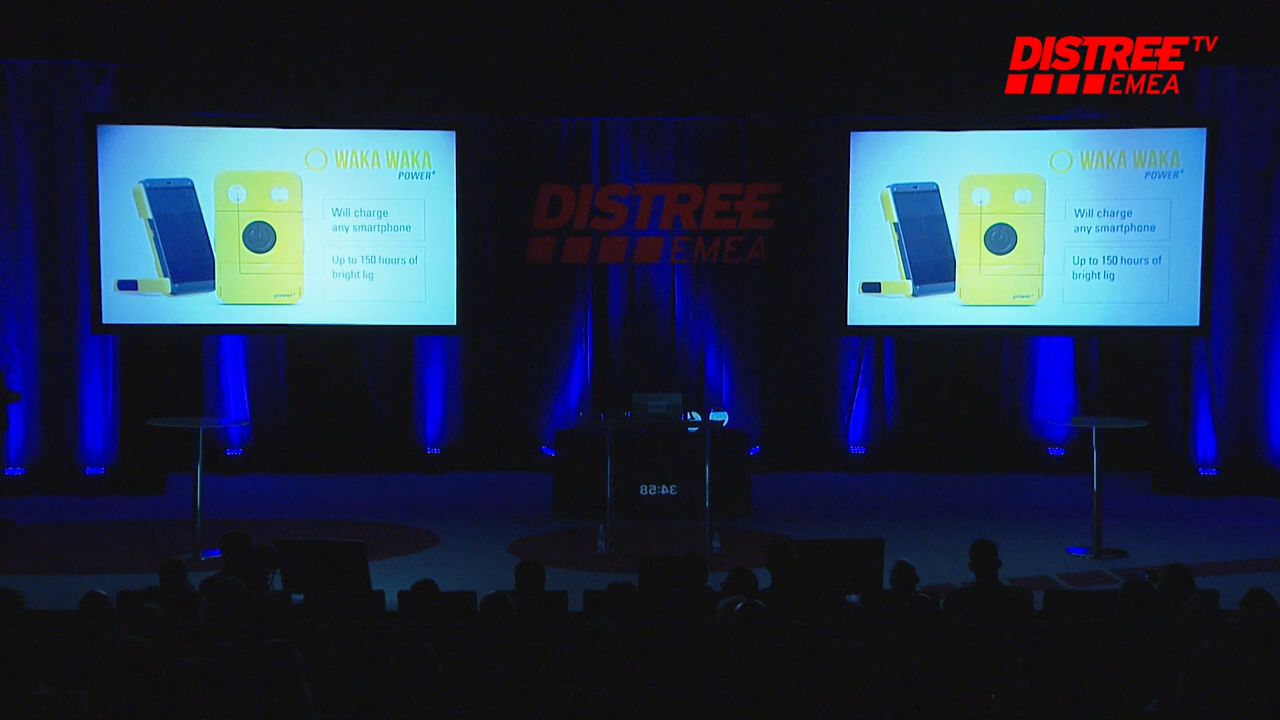 DISTREE TV
EMEA
WAKA WAKA
POWER+
Will charge
any smartphone
Up to 150 hours of
bright lig
power+
DISTREE
EMEA
WAKA WAKA
POWER+
Will charge
any smartphone
Up to 150 hours of
bright lig
power+
34:58